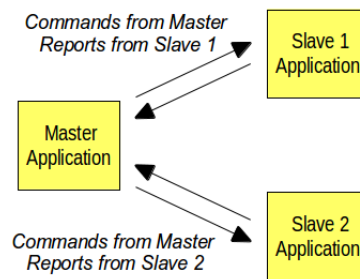 Commands from Master
Reports from Slave 1
Slave 1
Application
Master
Application
Commands from Master
Reports from Slave 2
Slave 2
Application